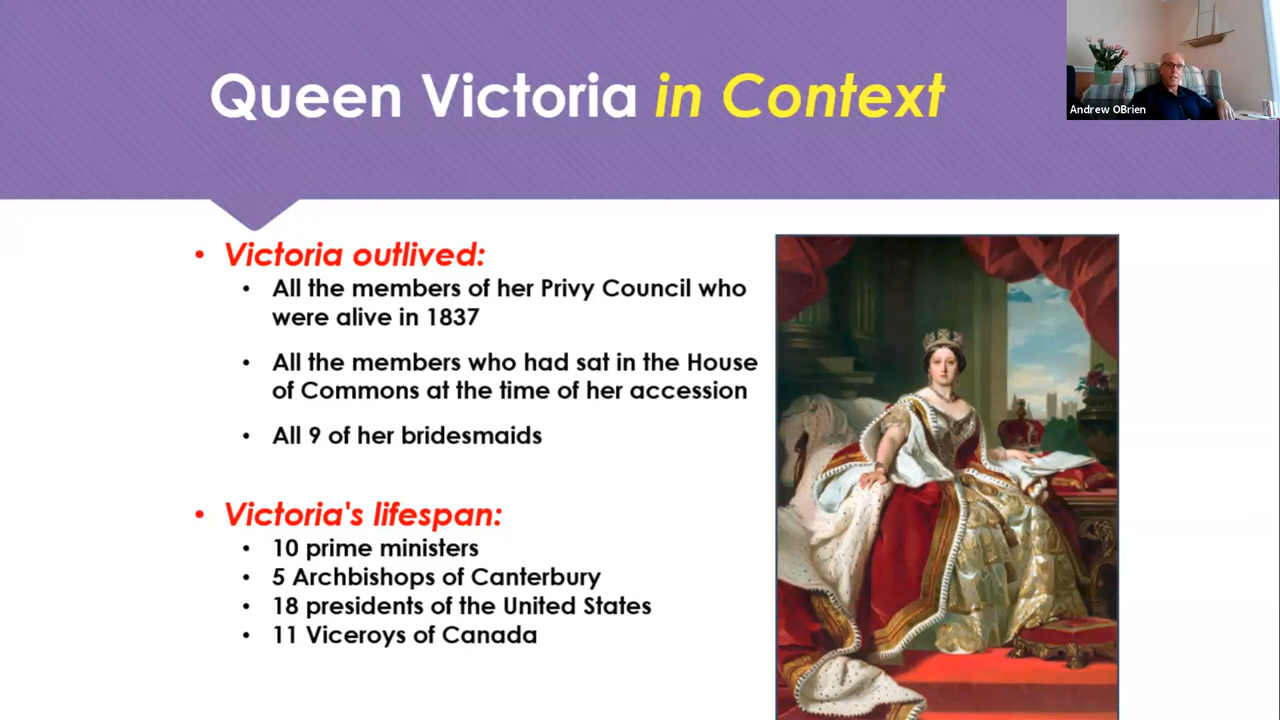 Queen Victoria in Context
Andrew OBrien
• Victoria outlived:
• All the members of her Privy Council who
were alive in 1837
• All the members who had sat in the House
of Commons at the time of her accession
• All 9 of her bridesmaids
• Victoria's lifespan:
• 10 prime ministers
• 5 Archbishops of Canterbury
• 18 presidents of the United States
• 11 Viceroys of Canada